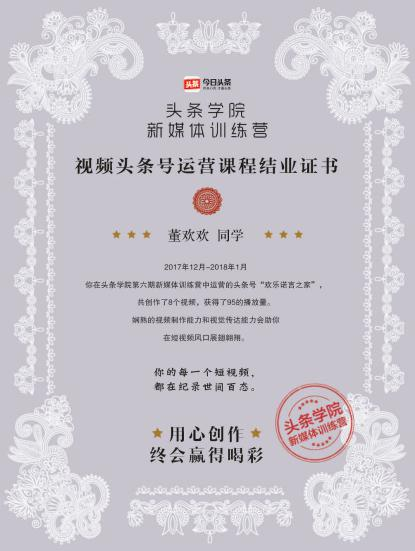 头条 今日头条
头条学院
新媒体训练营
视频头条号运营课程结业证书
董欢欢 同学
2017年12月-2018年1月
你在头条学院第六期新媒体训练营中运营的头条号“欢乐诺言之家”，
共创作了8个视频，获得了95的播放量。
娴熟的视频制作能力和视觉传达能力会助你
在短视频风口展翅翱翔。
你的每一个短视频，
都在纪录世间百态。
头条学院
新媒体训练营
用心创作
终会赢得喝彩